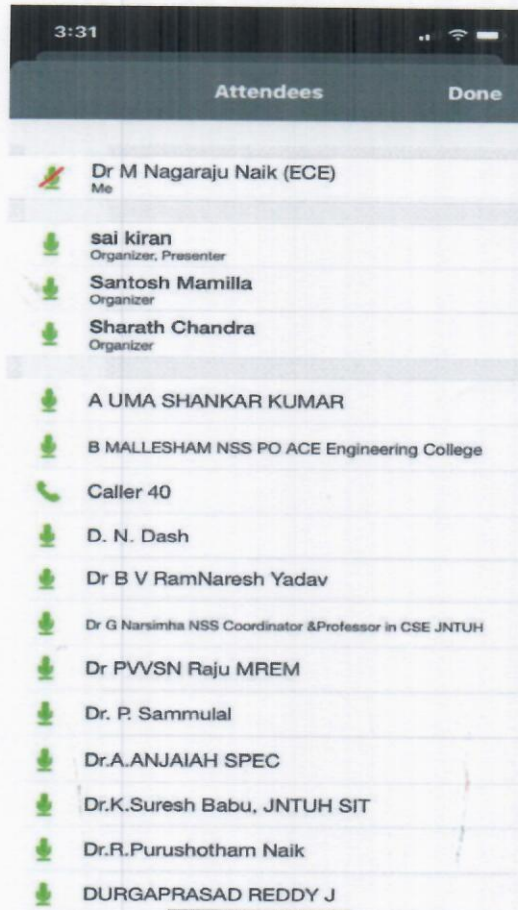 3:31
Attendees Done
Dr M Nagaraju Naik (ECE)
Me
sai kiran
Organizer, Presenter
Santosh Mamilla
Organizer
Sharath Chandra
Organizer
A UMA SHANKAR KUMAR
B MALLESHAM NSS PO ACE Engineering College
Caller 40
D. N. Dash
Dr B V RamNaresh Yadav
Dr G Narsimha NSS Coordinator &Professor in CSE JNTUH
Dr PVVSN Raju MREM
Dr. P. Sammulal
Dr.A.ANJAIAH SPEC
Dr.K.Suresh Babu, JNTUH SIT
Dr.R.Purushotham Naik
DURGAPRASAD REDDY J